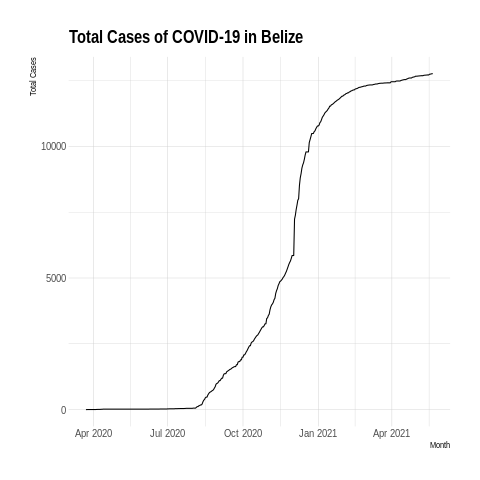 Total Cases of COVID-19 in Belize
Total Cases
10000
5000
0
Apr 2020 Jul 2020 Oct 2020 Jan 2021 Apr 2021
Month